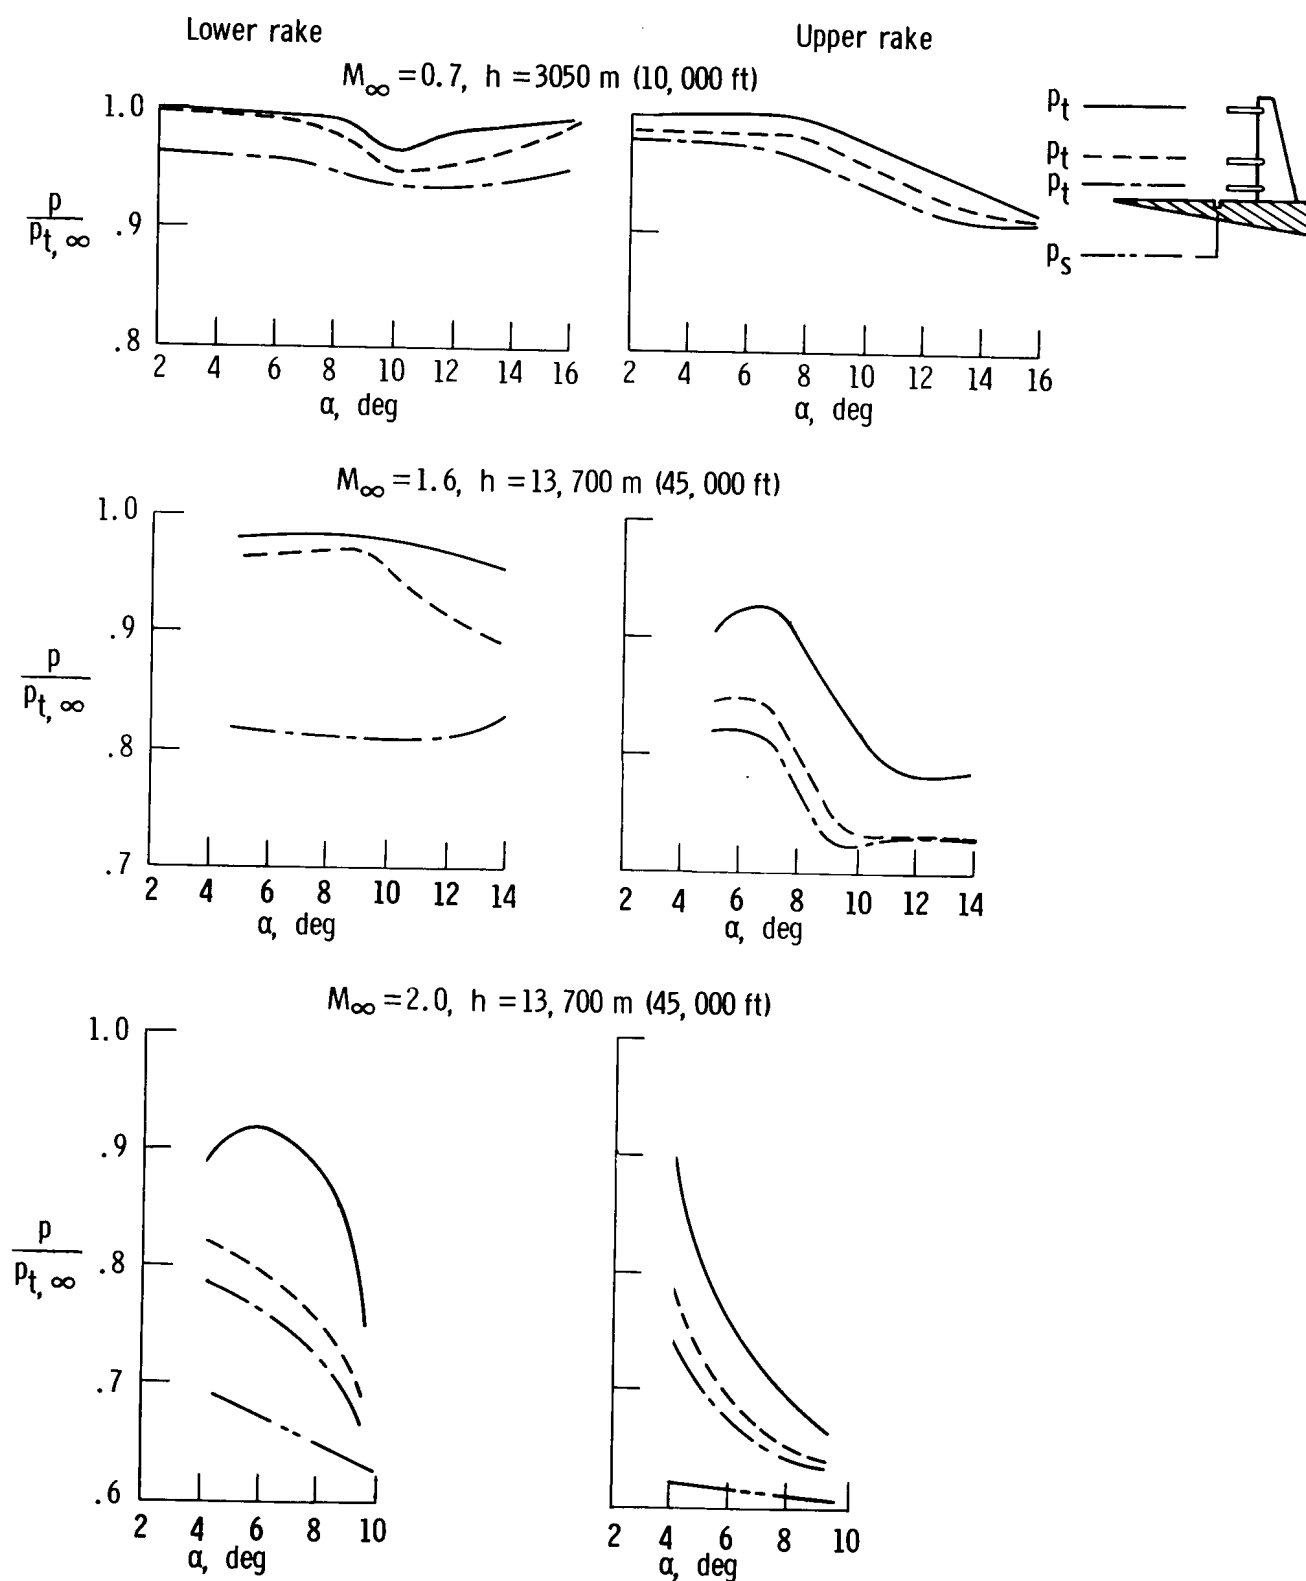 Lower rake
Upper rake
M∞ = 0.7, h = 3050 m (10,000 ft)
1.0
.9
.8
p
pt, ∞
2 4 6 8 10 12 14 16
α, deg
2 4 6 8 10 12 14 16
α, deg
pt
pt
pt
ps
M∞ = 1.6, h = 13,700 m (45,000 ft)
1.0
.9
.8
.7
p
pt, ∞
2 4 6 8 10 12 14
α, deg
2 4 6 8 10 12 14
α, deg
M∞ = 2.0, h = 13,700 m (45,000 ft)
1.0
.9
.8
.7
.6
p
pt, ∞
2 4 6 8 10
α, deg
2 4 6 8 10
α, deg